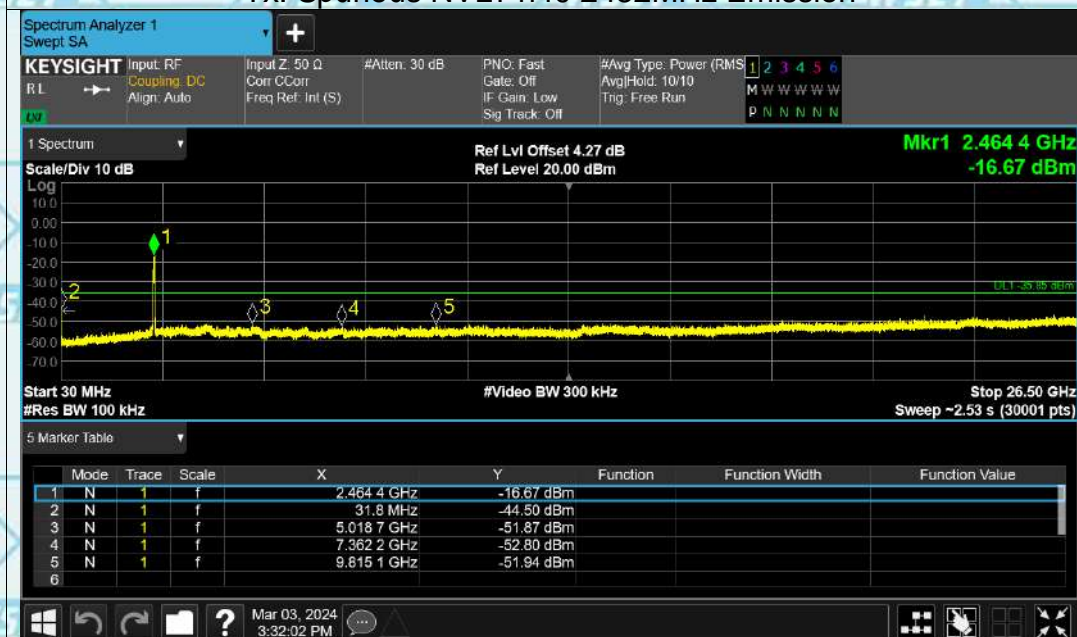 Tx. Spurious NVLT n40 2452MHz Emission
Spectrum Analyzer 1
Swept SA
+
KEYSIGHT
Input: RF
Input Z: 50 Ω
#Atten: 30 dB
PNO: Fast
#Avg Type: Power (RMS
1 2 3 4 5 6
RL
Coupling: DC
Corr CCorr
Gate: Off
Avg|Hold: 10/10
M W W W W W
Align: Auto
Freq Ref: Int (S)
IF Gain: Low
Trig: Free Run
Sig Track: Off
P N N N N N
1 Spectrum
Ref Lvl Offset 4.27 dB
Mkr1 2.464 4 GHz
Scale/Div 10 dB
Ref Level 20.00 dBm
-16.67 dBm
Log
10.0
0.00
-10.0
1
-20.0
-30.0
2
DL1 -35.85 dBm
-40.0
3
4
5
-50.0
-60.0
-70.0
Start 30 MHz
#Video BW 300 kHz
Stop 26.50 GHz
#Res BW 100 kHz
Sweep ~2.53 s (30001 pts)
5 Marker Table
Mode Trace Scale X Y Function Function Width Function Value
1 N 1 f 2.464 4 GHz -16.67 dBm
2 N 1 f 31.8 MHz -44.50 dBm
3 N 1 f 5.018 7 GHz -51.87 dBm
4 N 1 f 7.362 2 GHz -52.80 dBm
5 N 1 f 9.815 1 GHz -51.94 dBm
6
?
Mar 03, 2024
3:32:02 PM